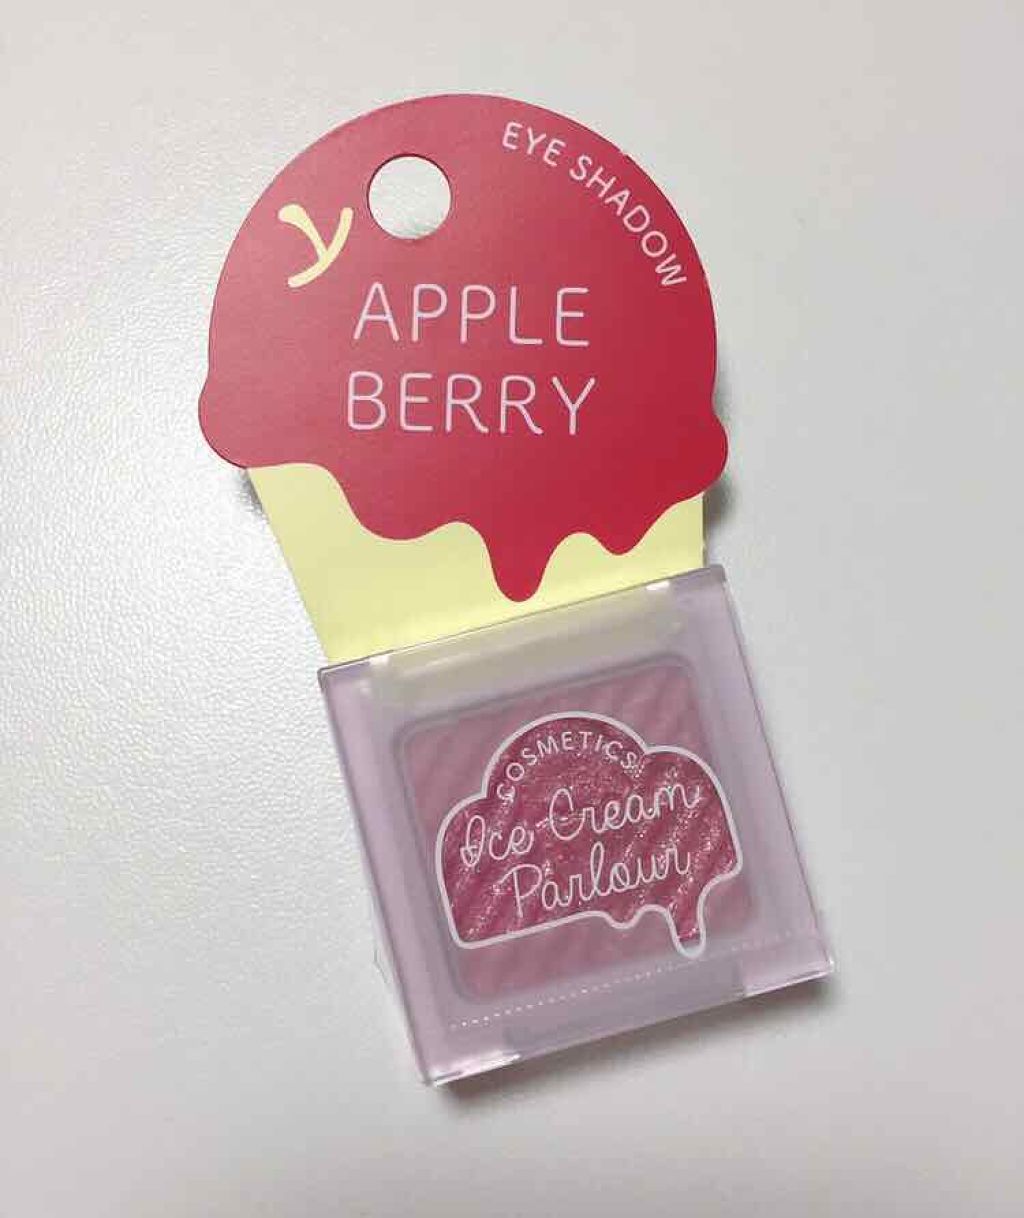 EYE SHADOW
APPLE
BERRY
COSMETICS
Ice Cream
Parlour